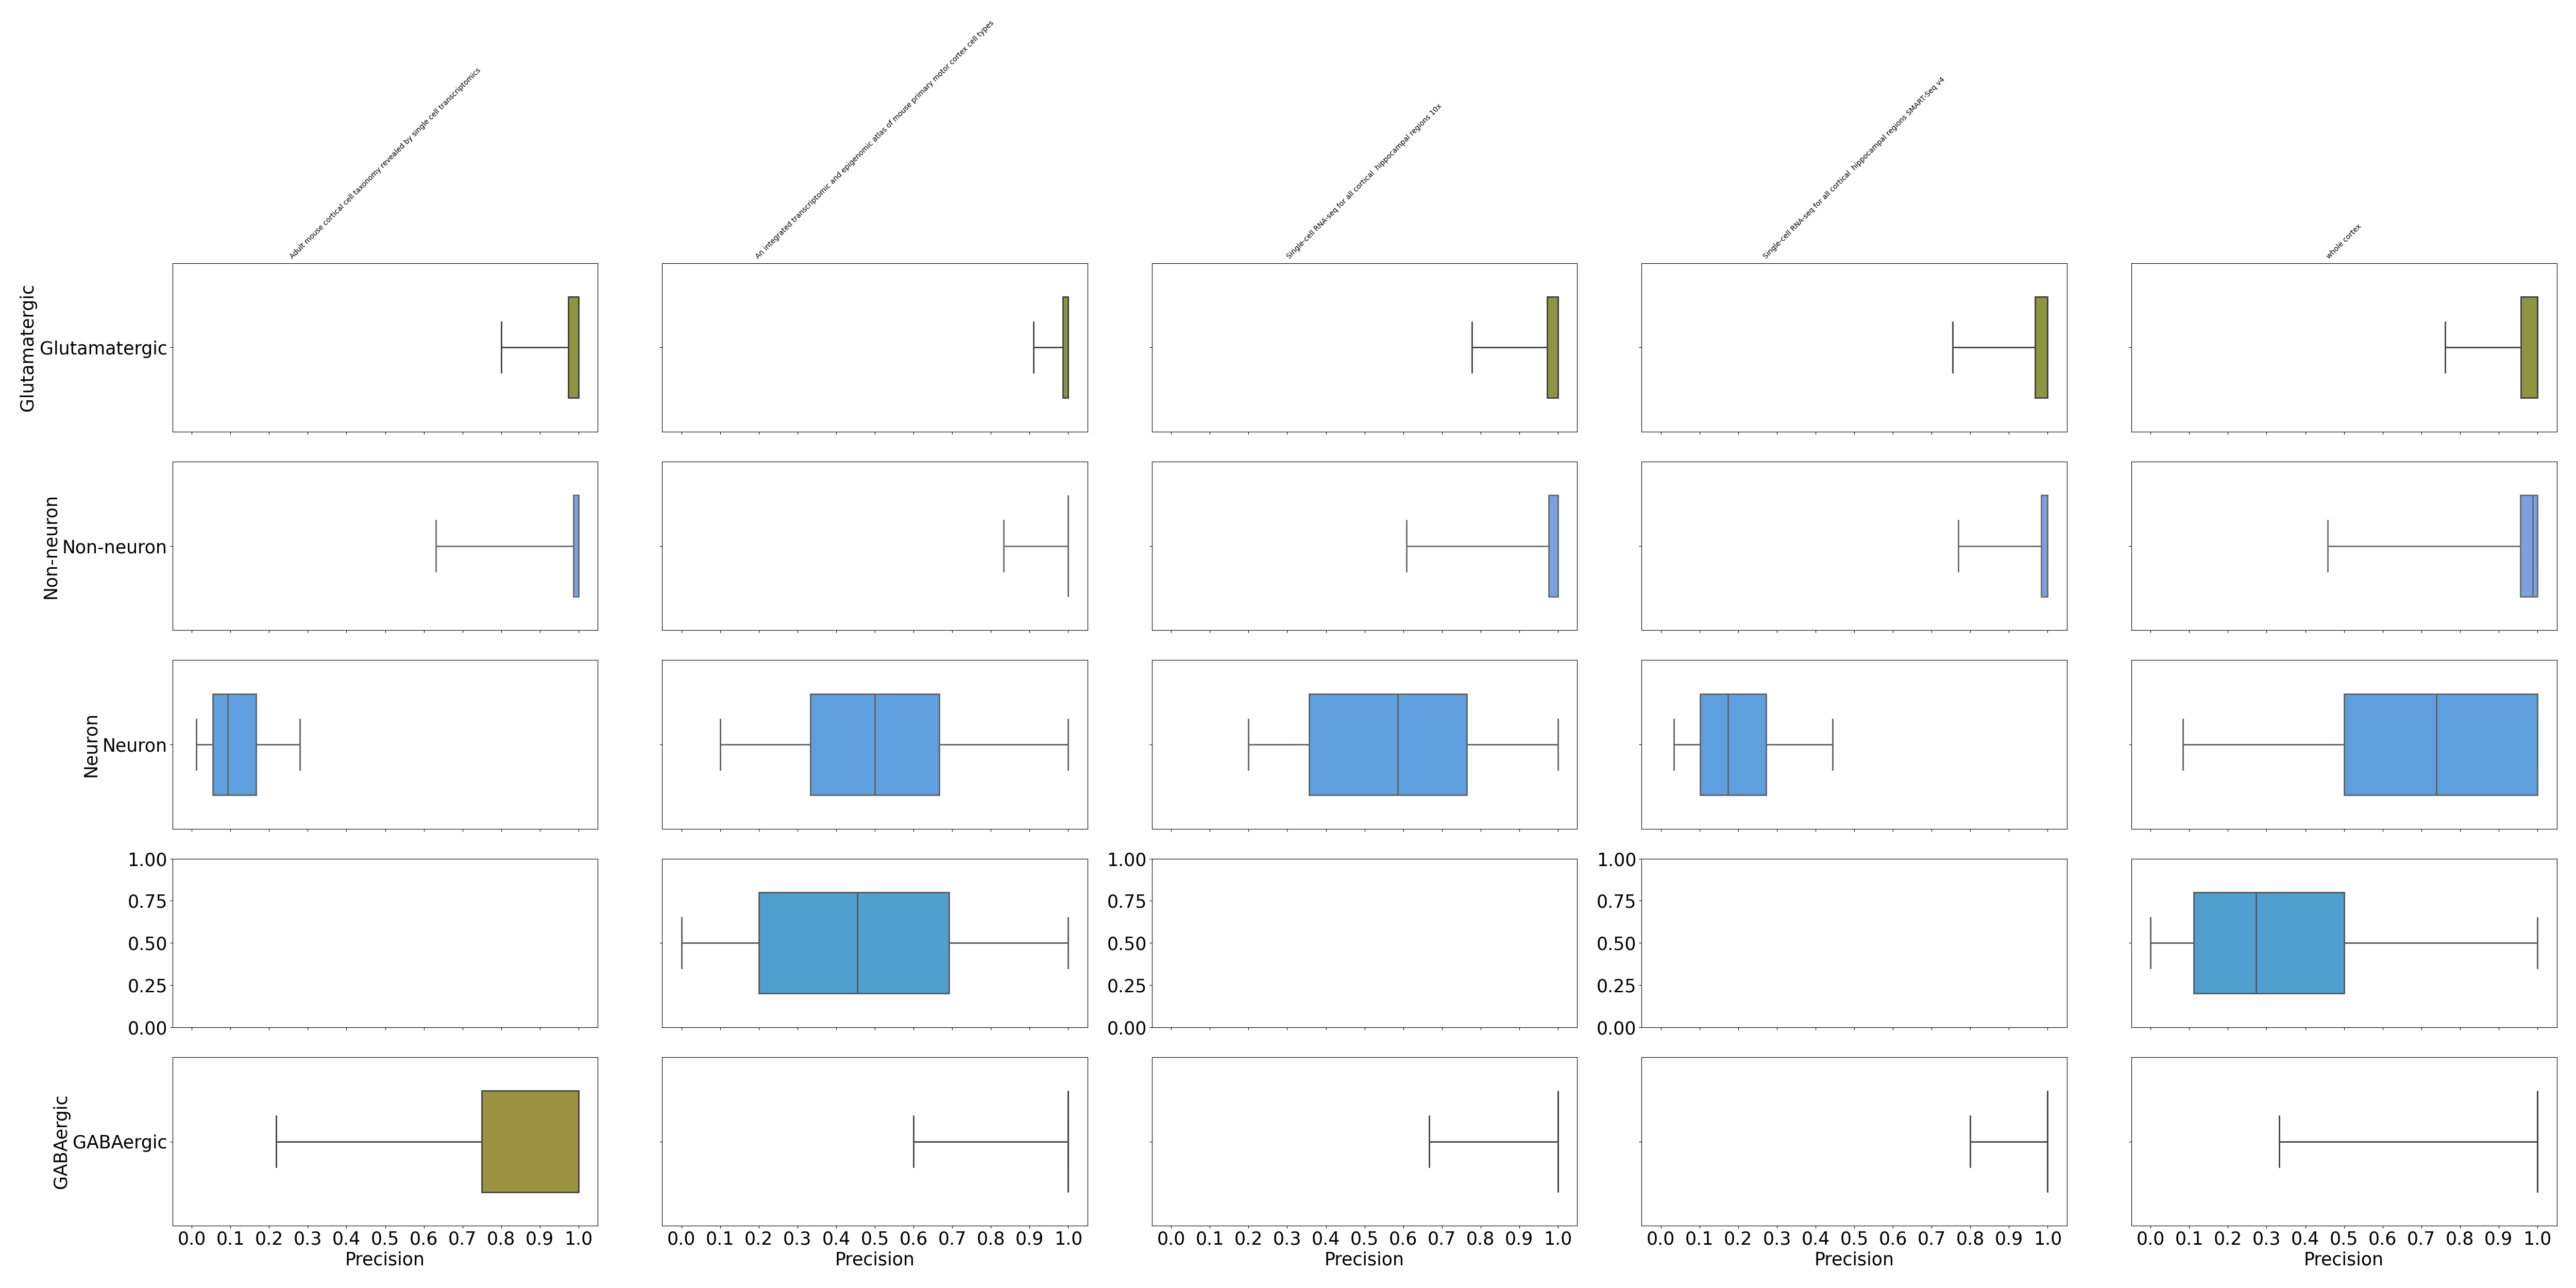 Adult mouse cortical cell taxonomy revealed by single cell transcriptomics
An integrated transcriptomic and epigenomic atlas of mouse primary motor cortex cell types
Single-cell RNA-seq for all cortical  hippocampal regions 10x
Single-cell RNA-seq for all cortical  hippocampal regions SMART-Seq v4
whole cortex
Glutamatergic
Glutamatergic
Non-neuron
Non-neuron
Neuron
Neuron
1.00 1.00 1.00
0.75 0.75 0.75
0.50 0.50 0.50
0.25 0.25 0.25
0.00 0.00 0.00
GABAergic
GABAergic
0.0 0.1 0.2 0.3 0.4 0.5 0.6 0.7 0.8 0.9 1.0 0.0 0.1 0.2 0.3 0.4 0.5 0.6 0.7 0.8 0.9 1.0 0.0 0.1 0.2 0.3 0.4 0.5 0.6 0.7 0.8 0.9 1.0 0.0 0.1 0.2 0.3 0.4 0.5 0.6 0.7 0.8 0.9 1.0 0.0 0.1 0.2 0.3 0.4 0.5 0.6 0.7 0.8 0.9 1.0
Precision Precision Precision Precision Precision